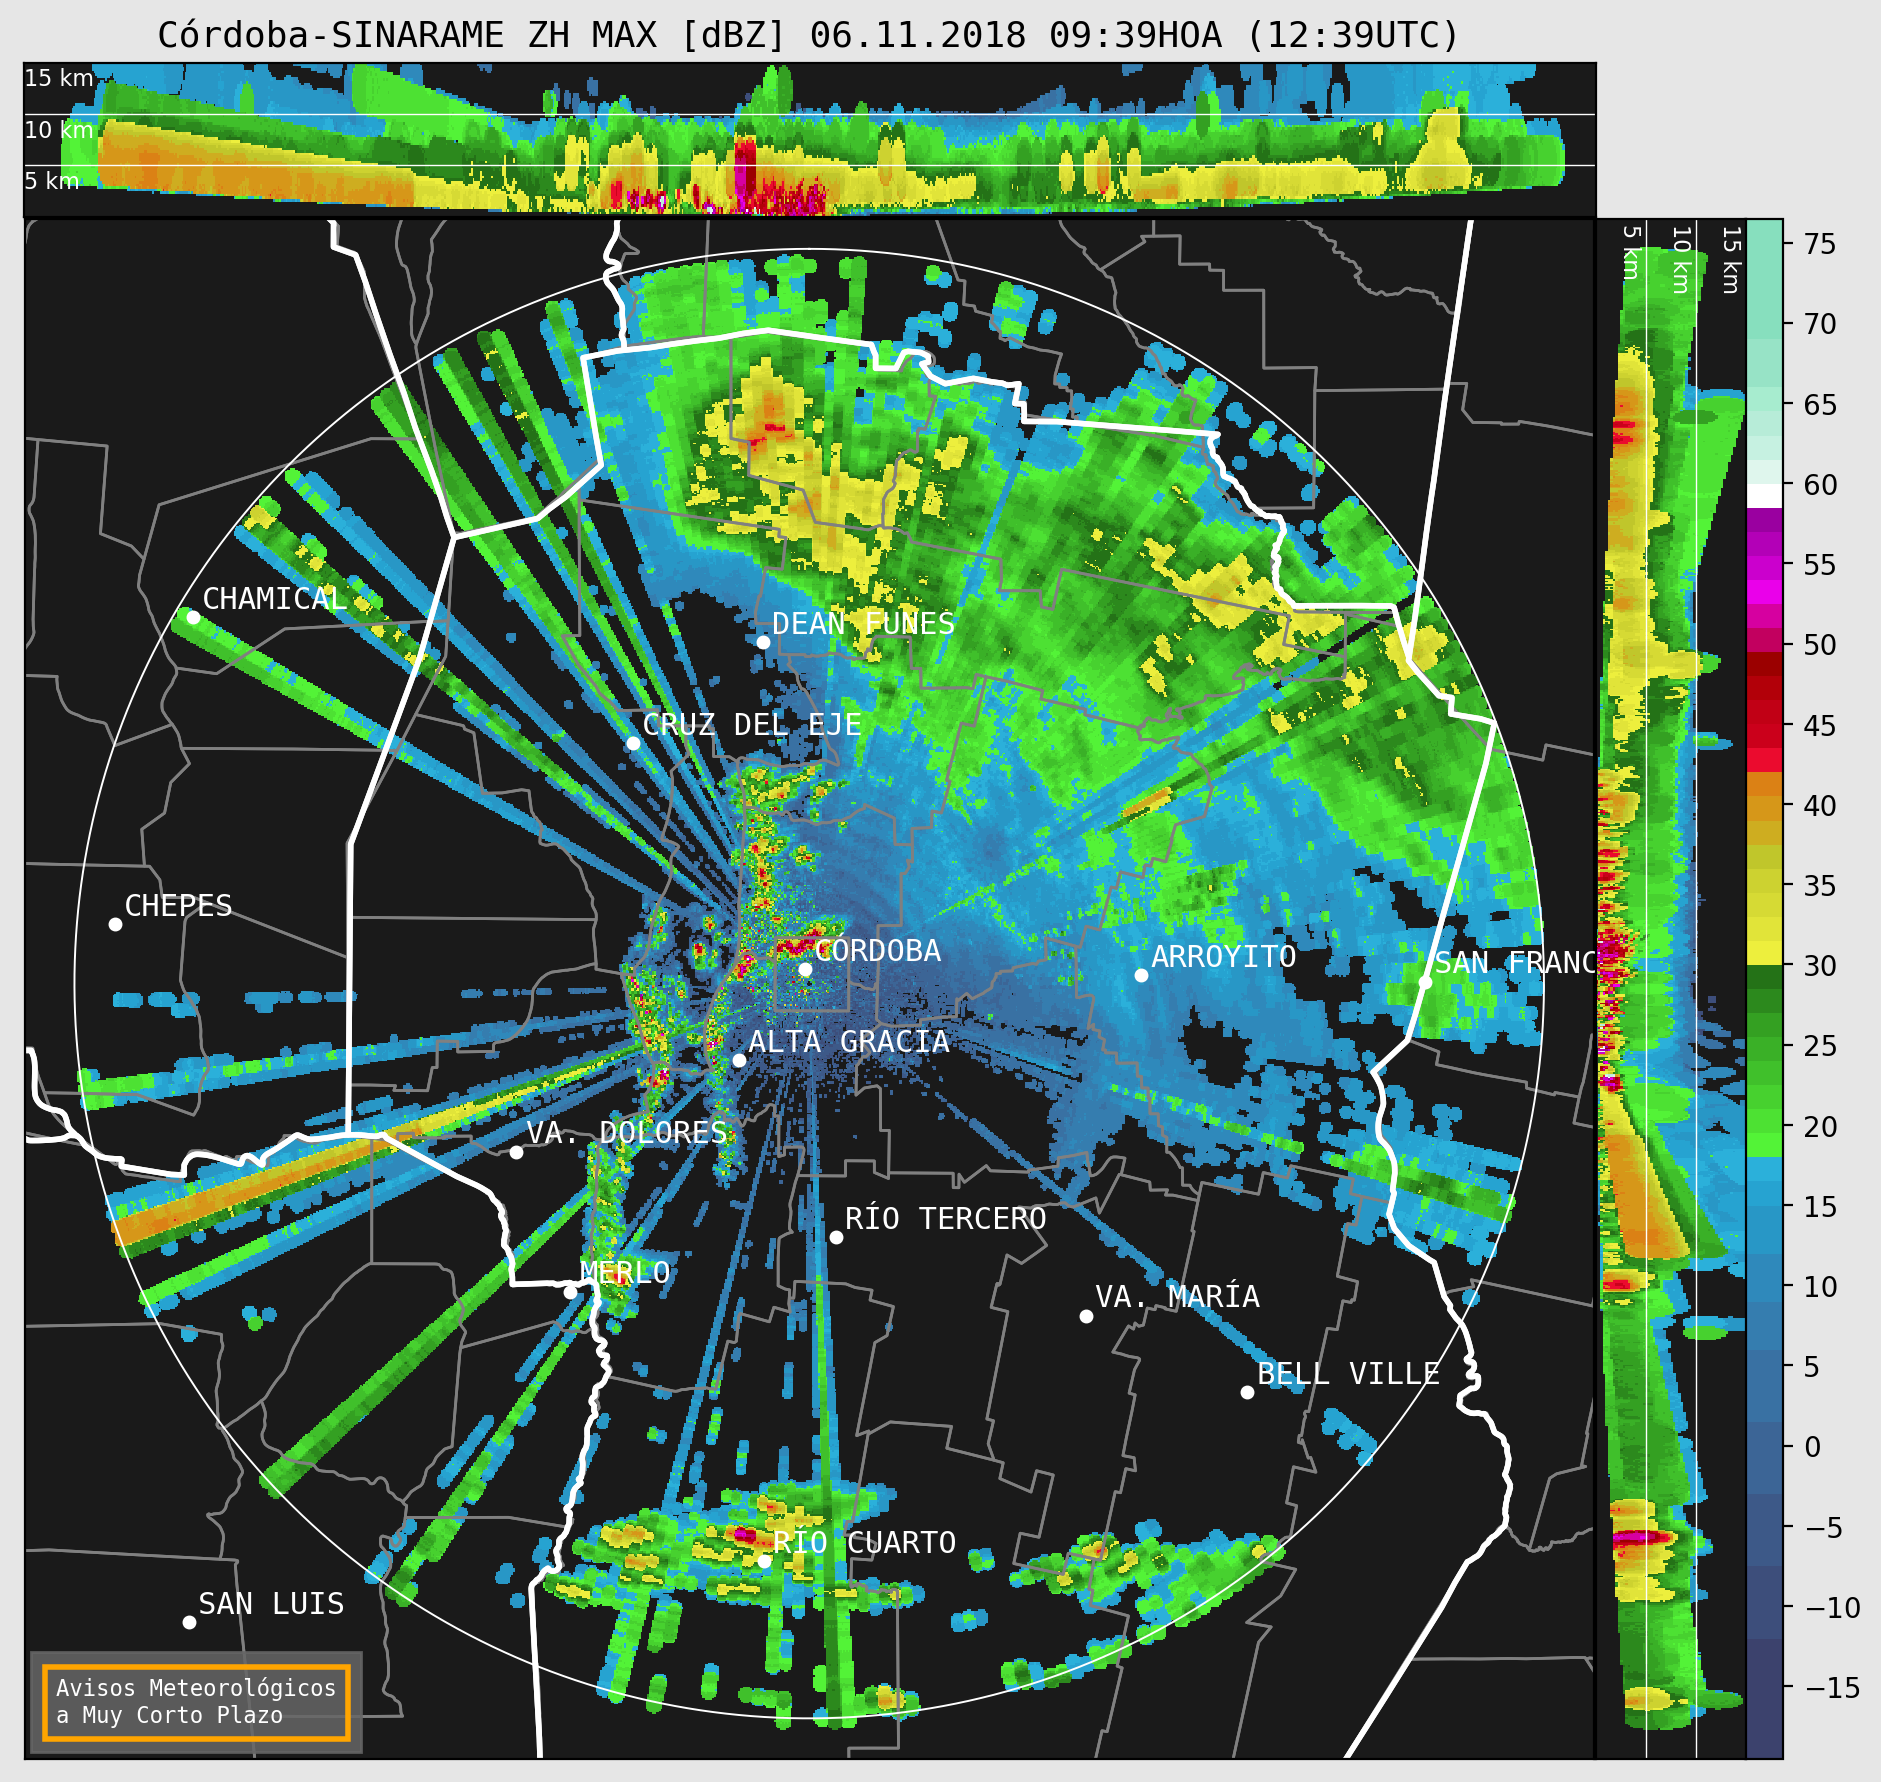 Córdoba-SINARAME ZH MAX [dBZ] 06.11.2018 09:39HOA (12:39UTC)
15 km
10 km
5 km
5 km
10 km
15 km
75
70
65
60
55
50
45
40
35
30
25
20
15
10
5
0
−5
−10
−15
CHAMICAL
DEAN FUNES
CRUZ DEL EJE
CHEPES
CÓRDOBA
ARROYITO
SAN FRANC
ALTA GRACIA
VA. DOLORES
RÍO TERCERO
MERLO
VA. MARÍA
BELL VILLE
RÍO CUARTO
SAN LUIS
Avisos Meteorológicos
a Muy Corto Plazo